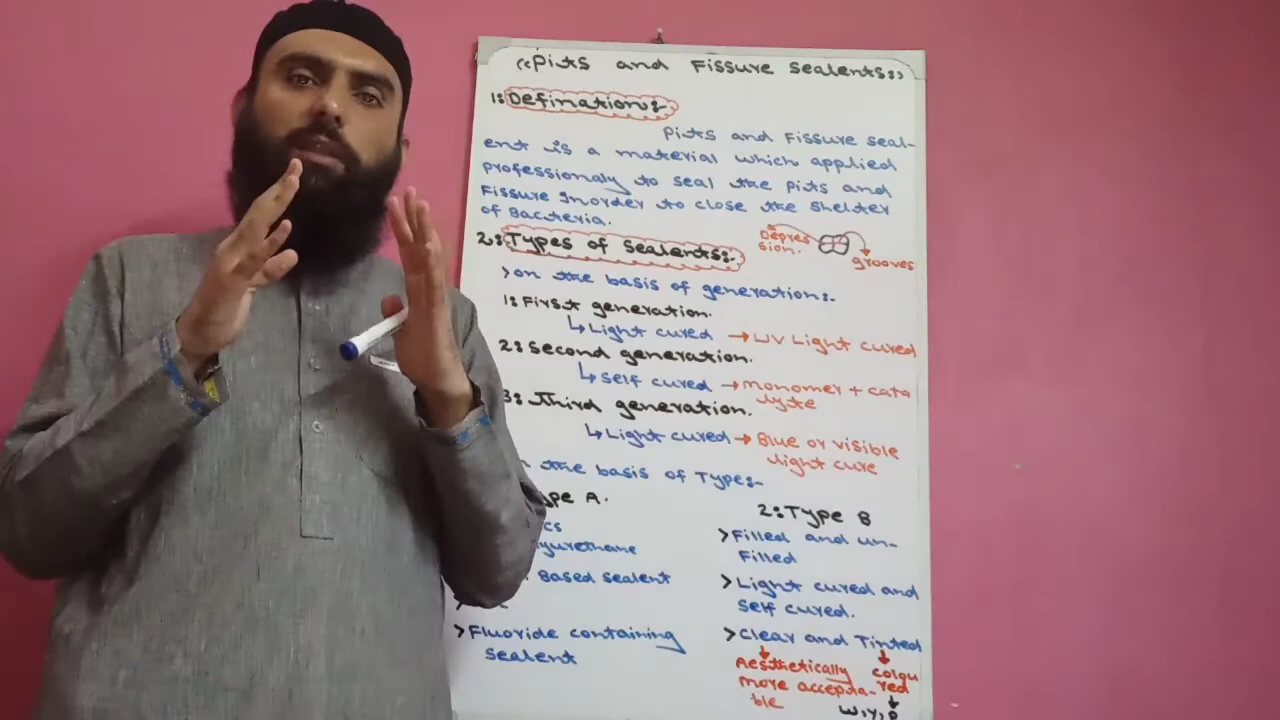 "Pits and Fissure Sealents:"
1: Defination:-
Pits and Fissure seal-
ent is a material which applied
professionaly to seal the pits and
Fissure Inorder to close the shelter
of Bacteria.
Depres
sion.
grooves
2: Types of Sealents:-
>on the basis of generation:-
1: First generation.
↳Light cured → UV Light cured
2: Second generation.
↳self cured → monomer + cata
lyte
3: Third generation.
↳Light cured → Blue or visible
light cure
the basis of Type:-
ype A.
cs
yurethane
Based sealent
>Fluoride containing
sealent
2: Type B
>Filled and un-
Filled
>Light cured and
self cured.
>Clear and Tinted
Aesthetically
more accepta-
ble
colou
red
W, Y,